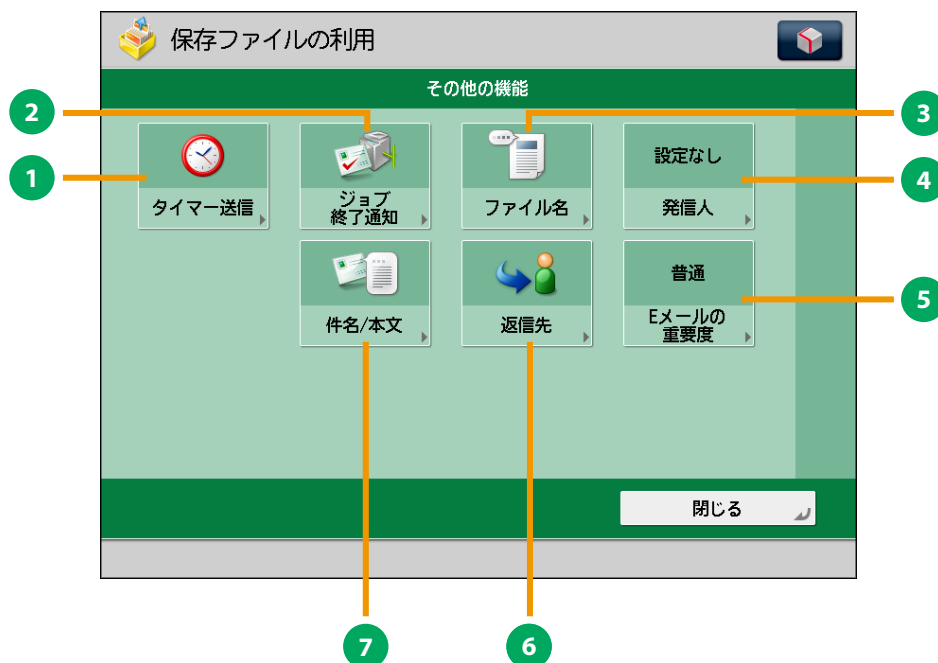 保存ファイルの利用
その他の機能
2
3
1
4
タイマー送信
ジョブ
終了通知
ファイル名
設定なし
発信人
件名/本文
返信先
普通
Eメールの
重要度
5
閉じる
7
6